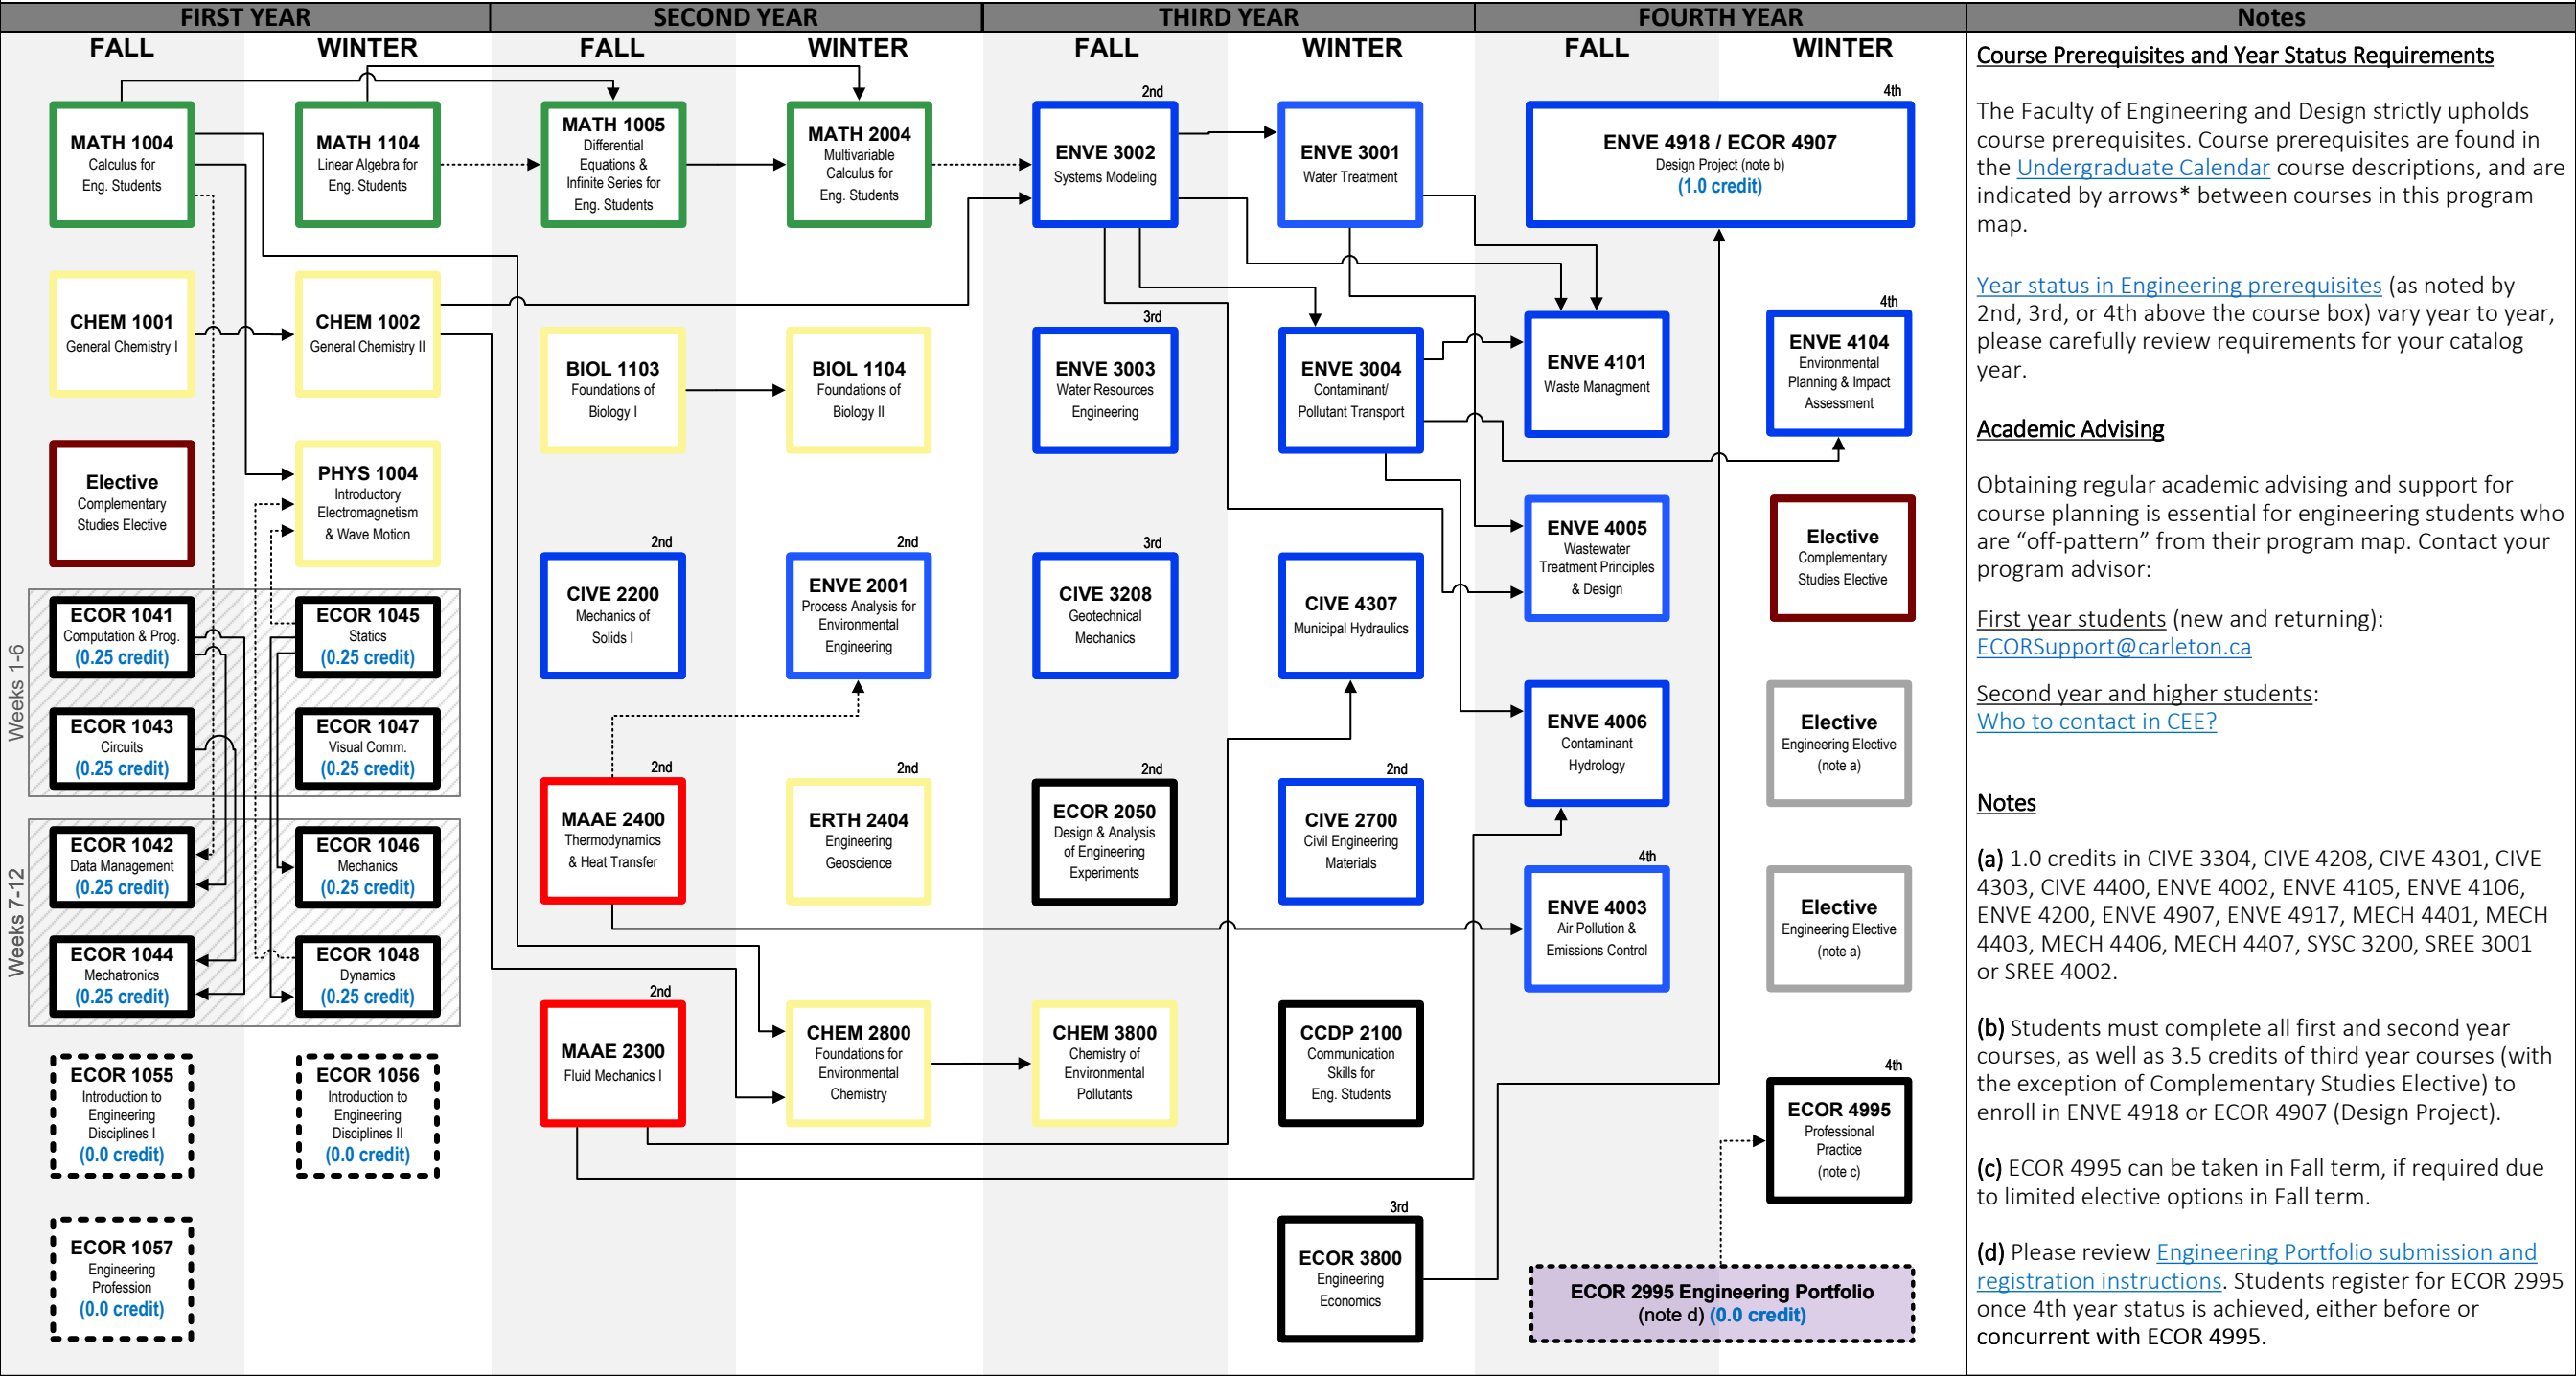 FIRST YEAR
SECOND YEAR
THIRD YEAR
FOURTH YEAR
Notes
FALL
WINTER
FALL
WINTER
FALL
WINTER
FALL
WINTER
MATH 1004
Calculus for
Eng. Students
CHEM 1001
General Chemistry I
Elective
Complementary
Studies Elective
Weeks 1-6
ECOR 1041
Computation & Prog.
(0.25 credit)
ECOR 1043
Circuits
(0.25 credit)
Weeks 7-12
ECOR 1042
Data Management
(0.25 credit)
ECOR 1044
Mechatronics
(0.25 credit)
ECOR 1055
Introduction to
Engineering
Disciplines I
(0.0 credit)
ECOR 1057
Engineering
Profession
(0.0 credit)
MATH 1104
Linear Algebra for
Eng. Students
CHEM 1002
General Chemistry II
PHYS 1004
Introductory
Electromagnetism
& Wave Motion
ECOR 1045
Statics
(0.25 credit)
ECOR 1047
Visual Comm.
(0.25 credit)
ECOR 1046
Mechanics
(0.25 credit)
ECOR 1048
Dynamics
(0.25 credit)
ECOR 1056
Introduction to
Engineering
Disciplines II
(0.0 credit)
MATH 1005
Differential
Equations &
Infinite Series for
Eng. Students
BIOL 1103
Foundations of
Biology I
2nd
CIVE 2200
Mechanics of
Solids I
2nd
MAAE 2400
Thermodynamics
& Heat Transfer
2nd
MAAE 2300
Fluid Mechanics I
MATH 2004
Multivariable
Calculus for
Eng. Students
BIOL 1104
Foundations of
Biology II
2nd
ENVE 2001
Process Analysis for
Environmental
Engineering
2nd
ERTH 2404
Engineering
Geoscience
CHEM 2800
Foundations for
Environmental
Chemistry
2nd
ENVE 3002
Systems Modeling
3rd
ENVE 3003
Water Resources
Engineering
3rd
CIVE 3208
Geotechnical
Mechanics
2nd
ECOR 2050
Design & Analysis
of Engineering
Experiments
CHEM 3800
Chemistry of
Environmental
Pollutants
ENVE 3001
Water Treatment
ENVE 3004
Contaminant/
Pollutant Transport
CIVE 4307
Municipal Hydraulics
2nd
CIVE 2700
Civil Engineering
Materials
CCDP 2100
Communication
Skills for
Eng. Students
3rd
ECOR 3800
Engineering
Economics
4th
ENVE 4918 / ECOR 4907
Design Project (note b)
(1.0 credit)
ENVE 4101
Waste Managment
ENVE 4005
Wastewater
Treatment Principles
& Design
ENVE 4006
Contaminant
Hydrology
4th
ENVE 4003
Air Pollution &
Emissions Control
4th
ENVE 4104
Environmental
Planning & Impact
Assessment
Elective
Complementary
Studies Elective
Elective
Engineering Elective
(note a)
Elective
Engineering Elective
(note a)
4th
ECOR 4995
Professional
Practice
(note c)
ECOR 2995 Engineering Portfolio
(note d) (0.0 credit)
Course Prerequisites and Year Status Requirements
The Faculty of Engineering and Design strictly upholds
course prerequisites. Course prerequisites are found in
the Undergraduate Calendar course descriptions, and are
indicated by arrows* between courses in this program
map.
Year status in Engineering prerequisites (as noted by
2nd, 3rd, or 4th above the course box) vary year to year,
please carefully review requirements for your catalog
year.
Academic Advising
Obtaining regular academic advising and support for
course planning is essential for engineering students who
are “off-pattern” from their program map. Contact your
program advisor:
First year students (new and returning):
ECORSupport@carleton.ca
Second year and higher students:
Who to contact in CEE?
Notes
(a) 1.0 credits in CIVE 3304, CIVE 4208, CIVE 4301, CIVE
4303, CIVE 4400, ENVE 4002, ENVE 4105, ENVE 4106,
ENVE 4200, ENVE 4907, ENVE 4917, MECH 4401, MECH
4403, MECH 4406, MECH 4407, SYSC 3200, SREE 3001
or SREE 4002.
(b) Students must complete all first and second year
courses, as well as 3.5 credits of third year courses (with
the exception of Complementary Studies Elective) to
enroll in ENVE 4918 or ECOR 4907 (Design Project).
(c) ECOR 4995 can be taken in Fall term, if required due
to limited elective options in Fall term.
(d) Please review Engineering Portfolio submission and
registration instructions. Students register for ECOR 2995
once 4th year status is achieved, either before or
concurrent with ECOR 4995.